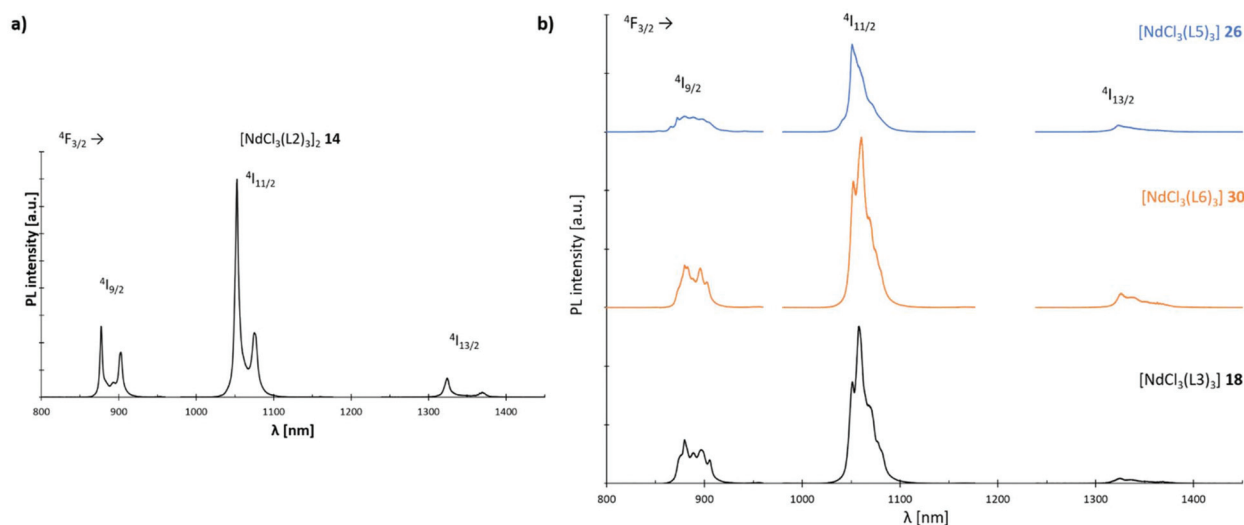 a)
⁴F₃/₂ →
[NdCl₃(L2)₃]₂ 14
⁴I₉/₂
⁴I₁₁/₂
⁴I₁₃/₂
PL intensity [a.u.]
800 900 1000 1100 1200 1300 1400
λ [nm]
b)
⁴F₃/₂ →
⁴I₁₁/₂
[NdCl₃(L5)₃] 26
⁴I₉/₂
⁴I₁₃/₂
[NdCl₃(L6)₃] 30
PL intensity [a.u.]
[NdCl₃(L3)₃] 18
800 900 1000 1100 1200 1300 1400
λ [nm]